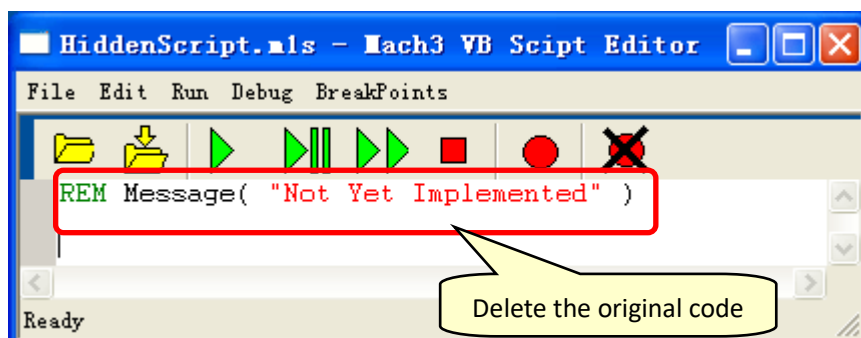 HiddenScript.m1s - Mach3 VB Scipt Editor
File Edit Run Debug BreakPoints
REM Message( "Not Yet Implemented" )
Delete the original code
Ready